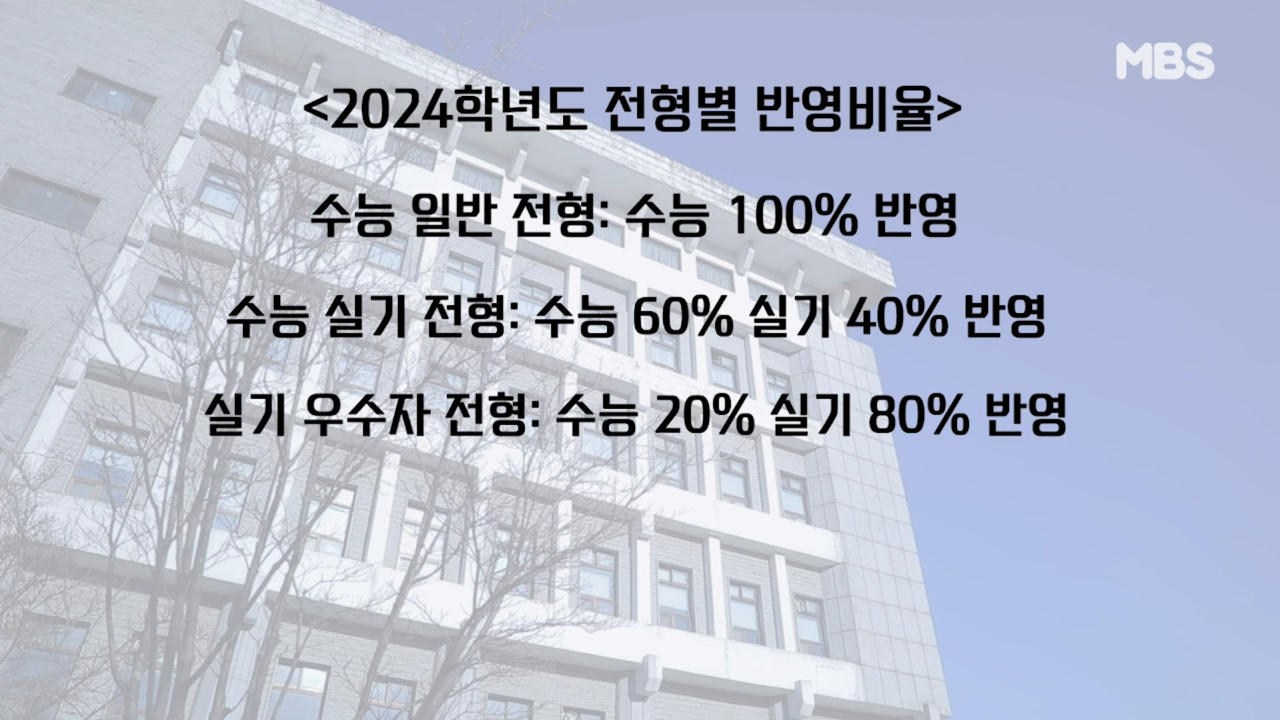 MBS
<2024학년도 전형별 반영비율>
수능 일반 전형: 수능 100% 반영
수능 실기 전형: 수능 60% 실기 40% 반영
실기 우수자 전형: 수능 20% 실기 80% 반영